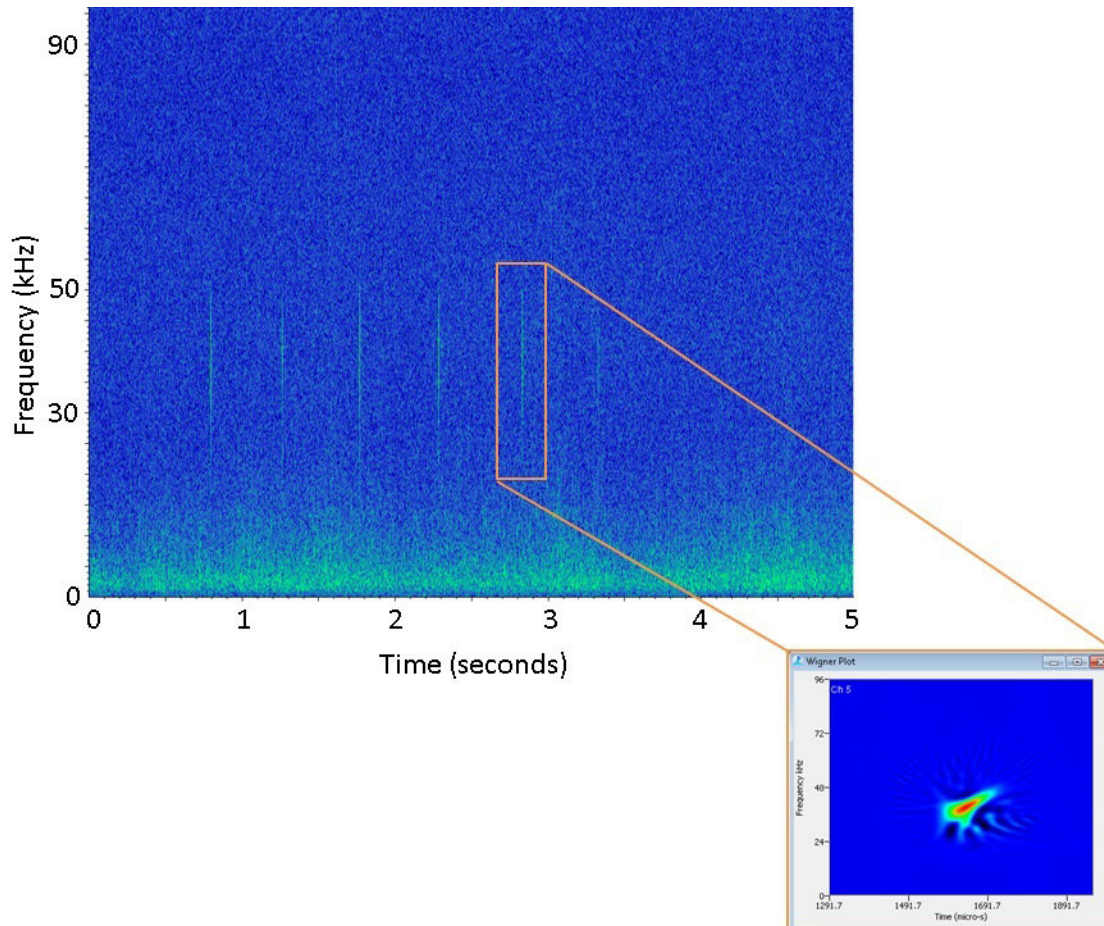 90
50
30
0
Frequency (kHz)
0 1 2 3 4 5
Time (seconds)
Wigner Plot
Ch 5
96
72
48
24
0
Frequency kHz
1291.7 1491.7 1691.7 1891.7
Time (micro-s)